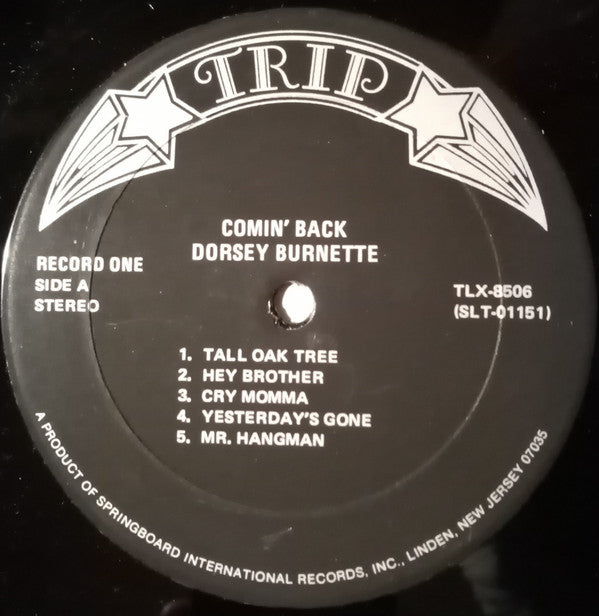 TRIP
COMIN' BACK
DORSEY BURNETTE
RECORD ONE
SIDE A
STEREO
TLX-8506
(SLT-01151)
1. TALL OAK TREE
2. HEY BROTHER
3. CRY MOMMA
4. YESTERDAY'S GONE
5. MR. HANGMAN
A PRODUCT OF SPRINGBOARD INTERNATIONAL RECORDS, INC., LINDEN, NEW JERSEY 07035